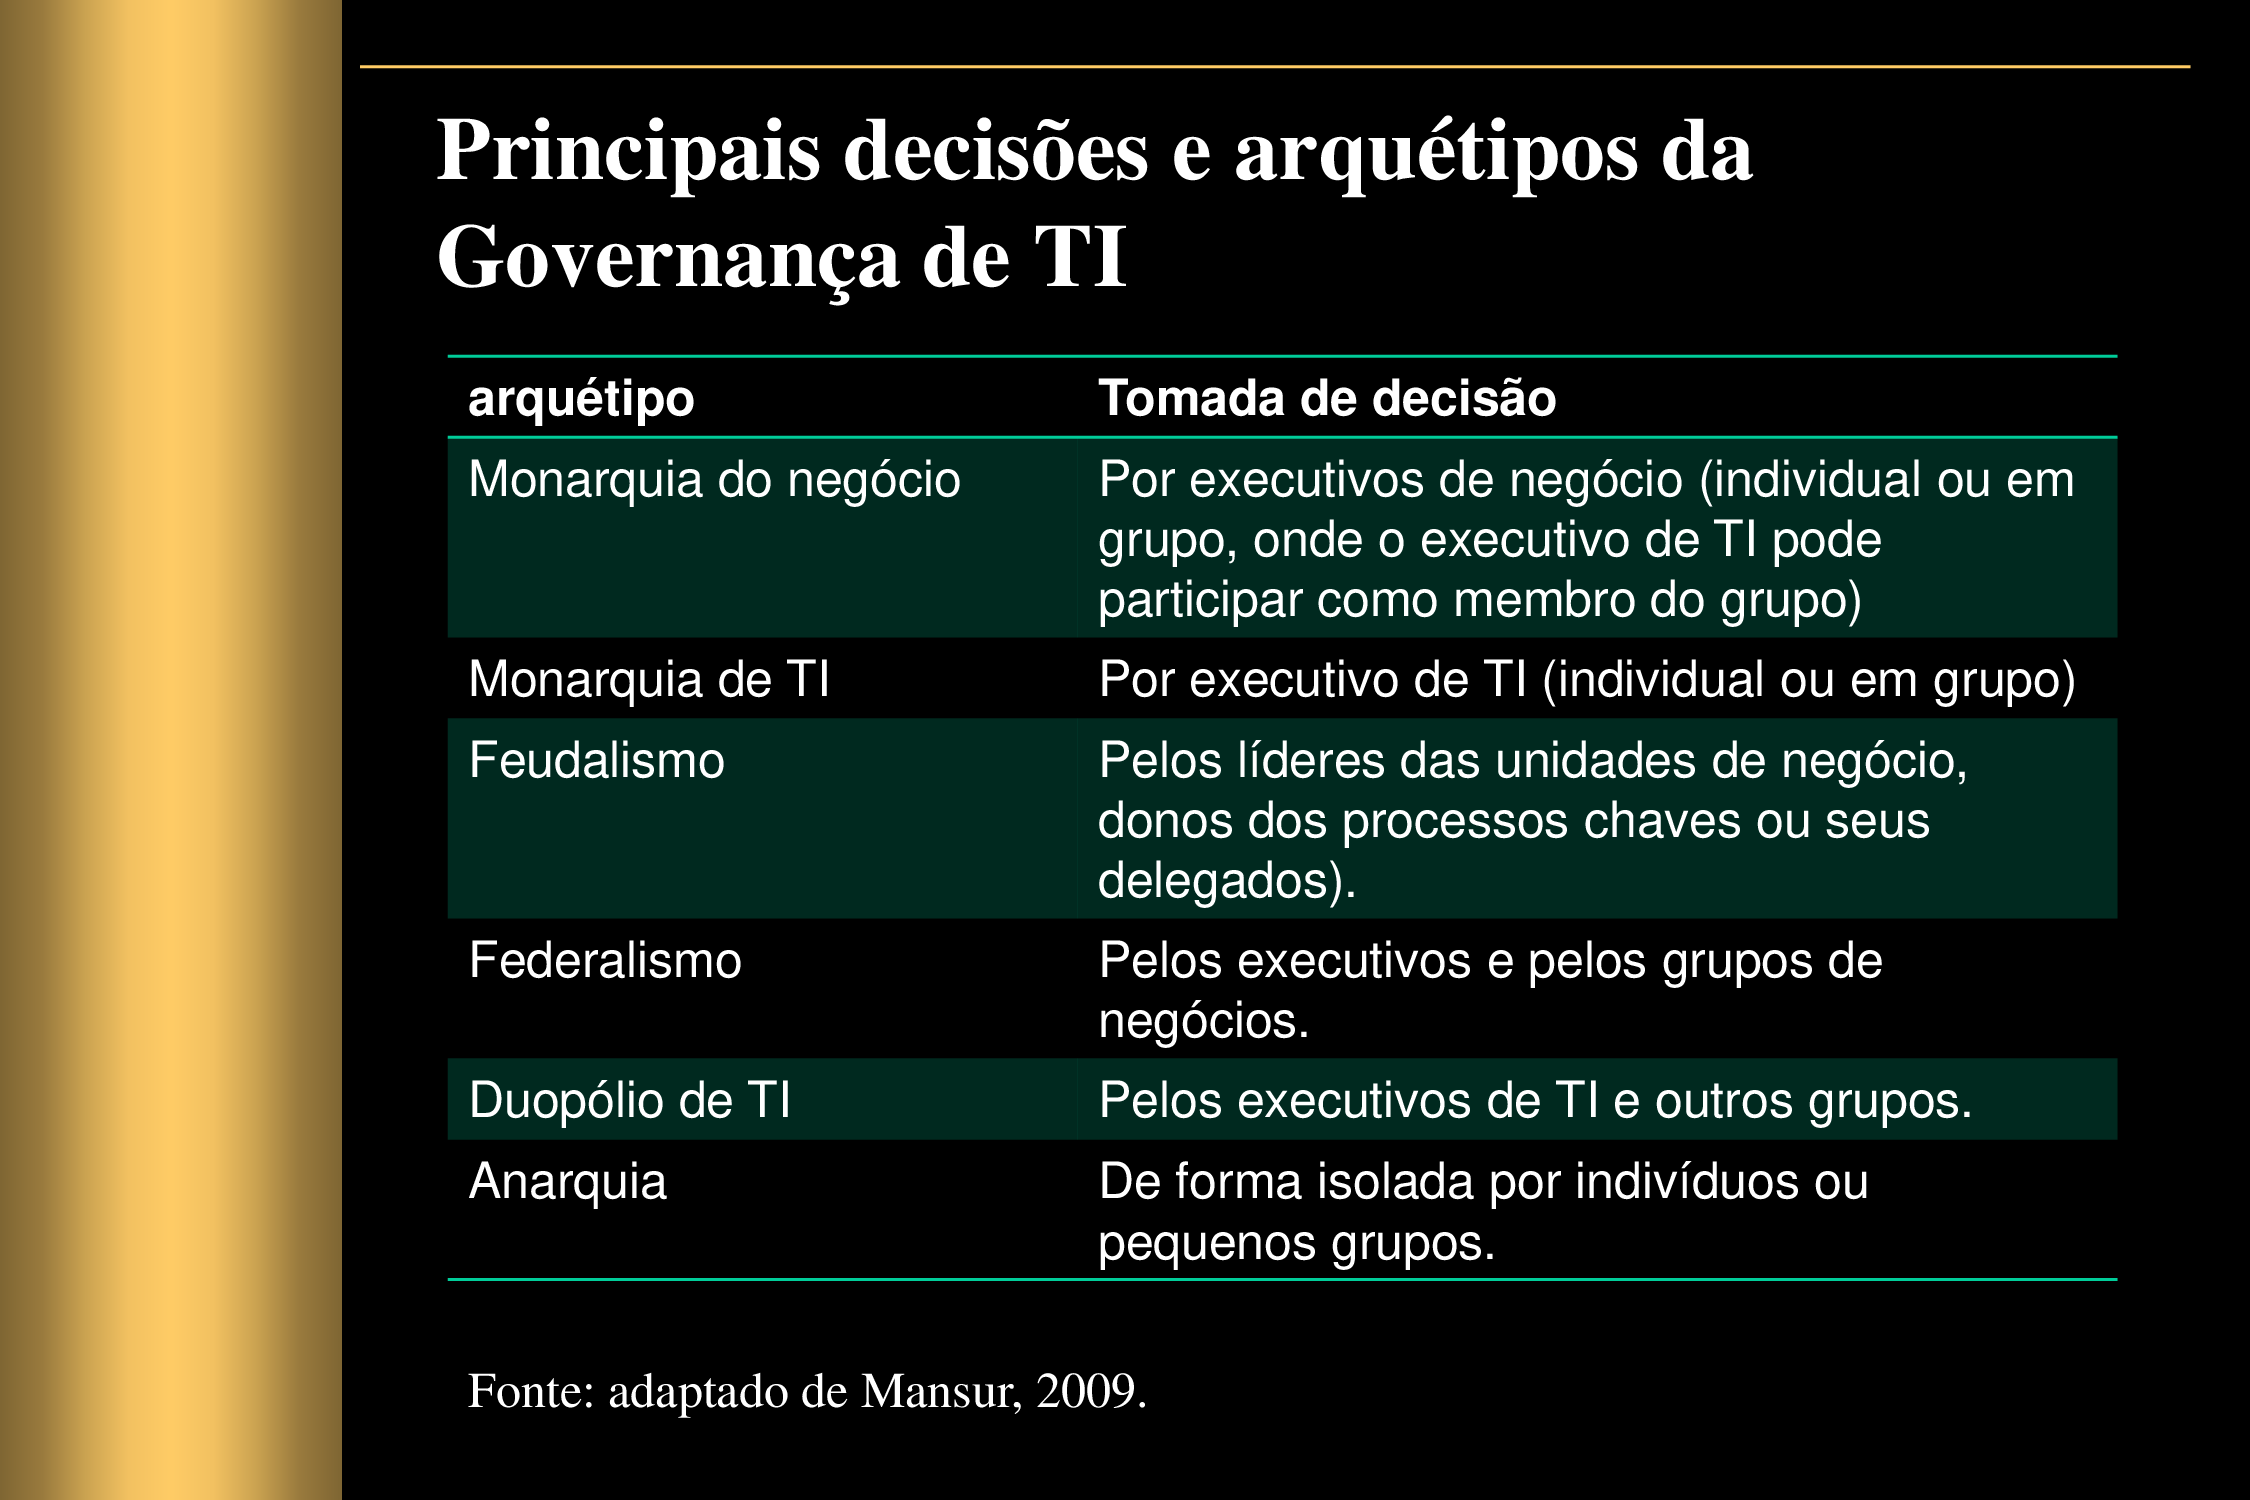 Principais decisões e arquétipos da
Governança de TI
arquétipo Tomada de decisão
Monarquia do negócio Por executivos de negócio (individual ou em
grupo, onde o executivo de TI pode
participar como membro do grupo)
Monarquia de TI Por executivo de TI (individual ou em grupo)
Feudalismo Pelos líderes das unidades de negócio,
donos dos processos chaves ou seus
delegados).
Federalismo Pelos executivos e pelos grupos de
negócios.
Duopólio de TI Pelos executivos de TI e outros grupos.
Anarquia De forma isolada por indivíduos ou
pequenos grupos.
Fonte: adaptado de Mansur, 2009.